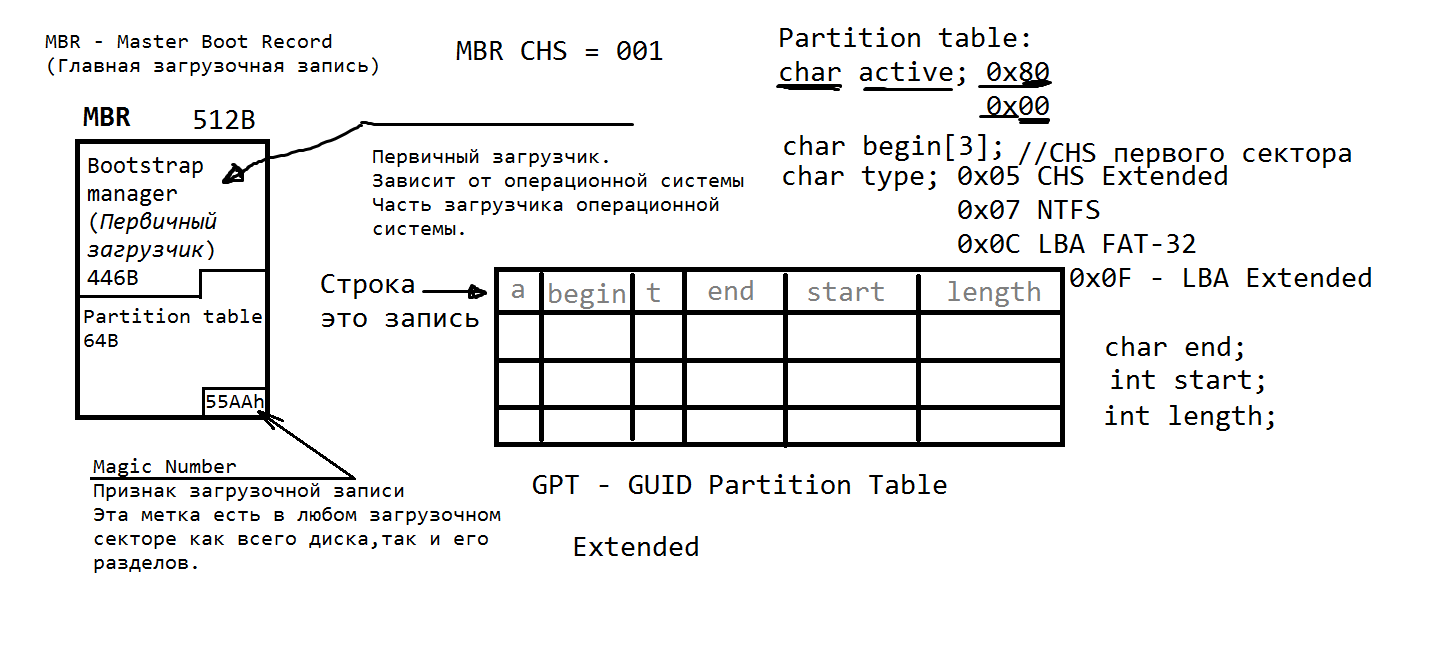 MBR - Master Boot Record
(Главная загрузочная запись)
MBR CHS = 001
MBR 512B
Bootstrap
manager
(Первичный
загрузчик)
446B
Partition table
64B
55AAh
Magic Number
Признак загрузочной записи
Эта метка есть в любом загрузочном
секторе как всего диска,так и его
разделов.
Первичный загрузчик.
Зависит от операционной системы
Часть загрузчика операционной
системы.
Partition table:
char active; 0x80
0x00
char begin[3]; //CHS первого сектора
char type; 0x05 CHS Extended
0x07 NTFS
0x0C LBA FAT-32
0x0F - LBA Extended
char end;
int start;
int length;
Строка
это запись
a begin t end start length
GPT - GUID Partition Table
Extended